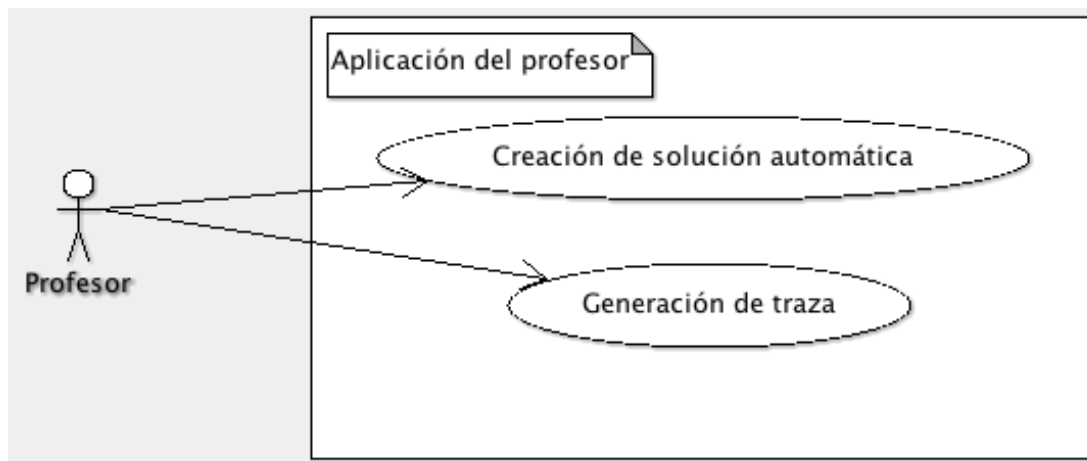 Aplicación del profesor
Creación de solución automática
Profesor
Generación de traza